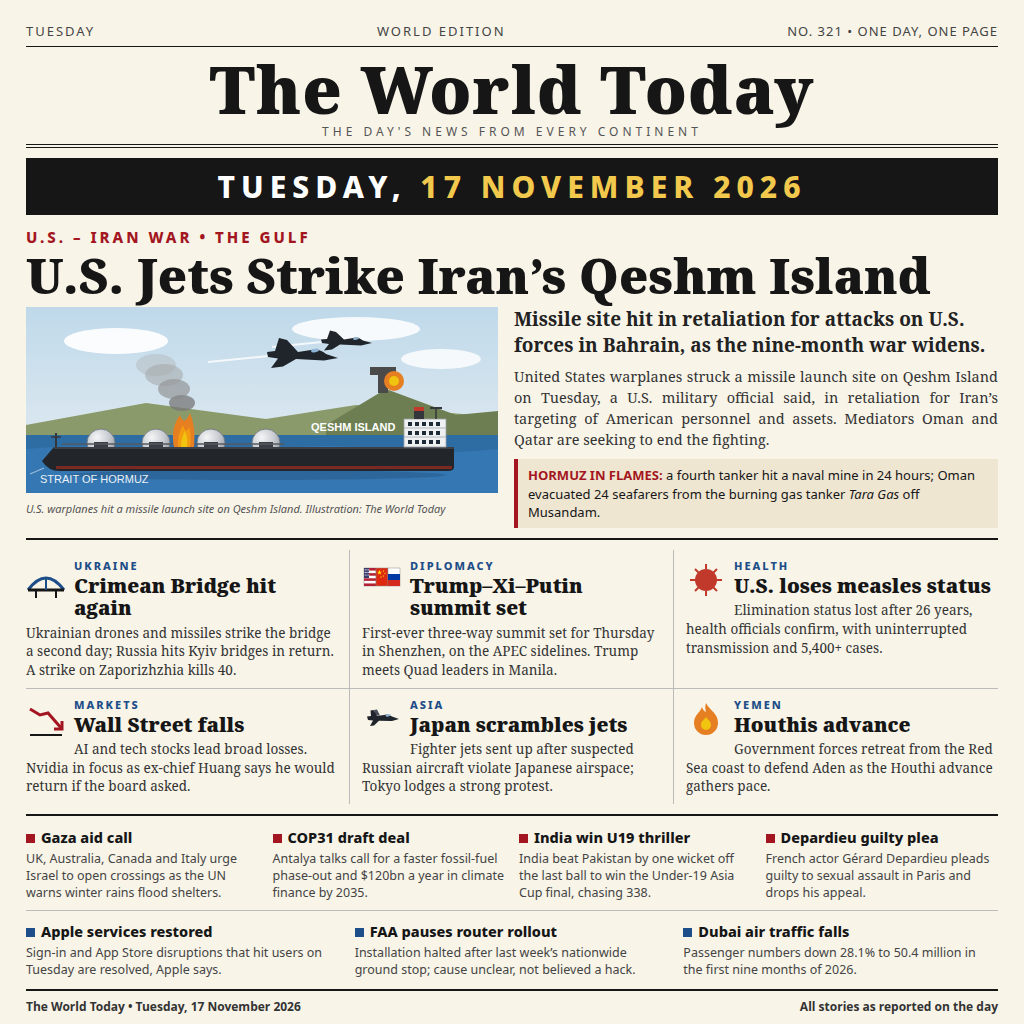 TUESDAY
WORLD EDITION
NO. 321 • ONE DAY, ONE PAGE
The World Today
THE DAY'S NEWS FROM EVERY CONTINENT
TUESDAY, 17 NOVEMBER 2026
U.S. – IRAN WAR • THE GULF
U.S. Jets Strike Iran’s Qeshm Island
QESHM ISLAND
STRAIT OF HORMUZ
U.S. warplanes hit a missile launch site on Qeshm Island. Illustration: The World Today
Missile site hit in retaliation for attacks on U.S.
forces in Bahrain, as the nine-month war widens.
United States warplanes struck a missile launch site on Qeshm Island
on Tuesday, a U.S. military official said, in retaliation for Iran’s
targeting of American personnel and assets. Mediators Oman and
Qatar are seeking to end the fighting.
HORMUZ IN FLAMES: a fourth tanker hit a naval mine in 24 hours; Oman
evacuated 24 seafarers from the burning gas tanker Tara Gas off
Musandam.
UKRAINE
Crimean Bridge hit
again
Ukrainian drones and missiles strike the bridge
a second day; Russia hits Kyiv bridges in return.
A strike on Zaporizhzhia kills 40.
DIPLOMACY
Trump–Xi–Putin
summit set
First-ever three-way summit set for Thursday
in Shenzhen, on the APEC sidelines. Trump
meets Quad leaders in Manila.
HEALTH
U.S. loses measles status
Elimination status lost after 26 years,
health officials confirm, with uninterrupted
transmission and 5,400+ cases.
MARKETS
Wall Street falls
AI and tech stocks lead broad losses.
Nvidia in focus as ex-chief Huang says he would
return if the board asked.
ASIA
Japan scrambles jets
Fighter jets sent up after suspected
Russian aircraft violate Japanese airspace;
Tokyo lodges a strong protest.
YEMEN
Houthis advance
Government forces retreat from the Red
Sea coast to defend Aden as the Houthi advance
gathers pace.
Gaza aid call
UK, Australia, Canada and Italy urge
Israel to open crossings as the UN
warns winter rains flood shelters.
COP31 draft deal
Antalya talks call for a faster fossil-fuel
phase-out and $120bn a year in climate
finance by 2035.
India win U19 thriller
India beat Pakistan by one wicket off
the last ball to win the Under-19 Asia
Cup final, chasing 338.
Depardieu guilty plea
French actor Gérard Depardieu pleads
guilty to sexual assault in Paris and
drops his appeal.
Apple services restored
Sign-in and App Store disruptions that hit users on
Tuesday are resolved, Apple says.
FAA pauses router rollout
Installation halted after last week’s nationwide
ground stop; cause unclear, not believed a hack.
Dubai air traffic falls
Passenger numbers down 28.1% to 50.4 million in
the first nine months of 2026.
The World Today • Tuesday, 17 November 2026
All stories as reported on the day